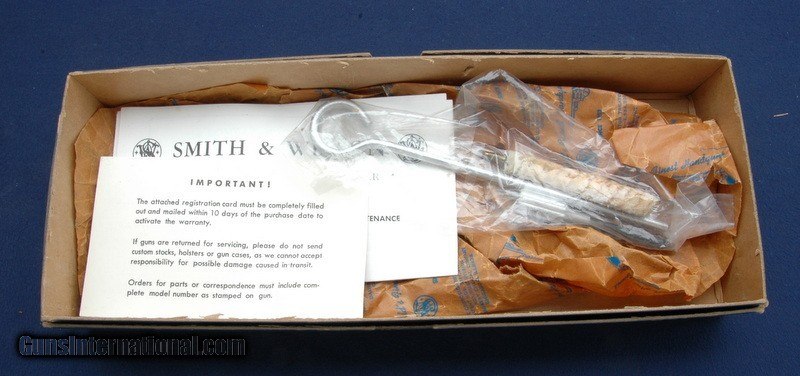 SMITH & W
TENANCE
IMPORTANT!
The attached registration card must be completely filled
out and mailed within 10 days of the purchase date to
activate the warranty.
If guns are returned for servicing, please do not send
custom stocks, holsters or gun cases, as we cannot accept
responsibility for possible damage caused in transit.
Orders for parts or correspondence must include com-
plete model number as stamped on gun.
GunsInternational.com